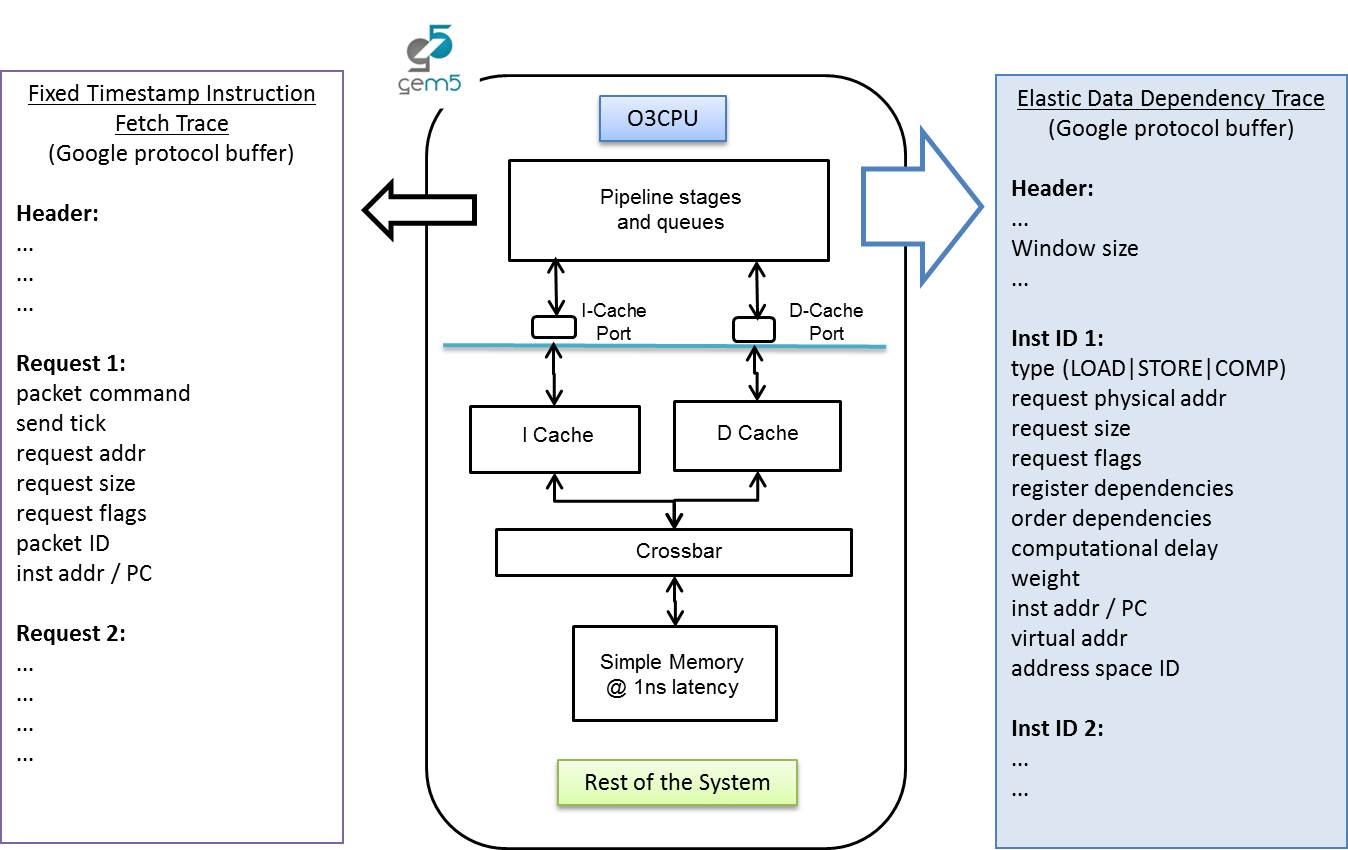 Fixed Timestamp Instruction
Fetch Trace
(Google protocol buffer)
Header:
...
...
...
Request 1:
packet command
send tick
request addr
request size
request flags
packet ID
inst addr / PC
Request 2:
...
...
...
...
gem5
O3CPU
Pipeline stages
and queues
I-Cache
Port
D-Cache
Port
I Cache
D Cache
Crossbar
Simple Memory
@ 1ns latency
Rest of the System
Elastic Data Dependency Trace
(Google protocol buffer)
Header:
...
Window size
...
Inst ID 1:
type (LOAD|STORE|COMP)
request physical addr
request size
request flags
register dependencies
order dependencies
computational delay
weight
inst addr / PC
virtual addr
address space ID
Inst ID 2:
...
...